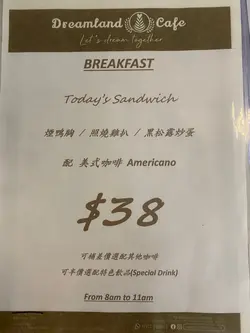 Dreamland Cafe
Let's dream together
BREAKFAST
Today's Sandwich
煙鴨胸 / 照燒雞扒 / 黑松露炒蛋
配 美式咖啡 Americano
$38
可補差價選配其他咖啡
可半價選配特色飲品(Special Drink)
From 8am to 11am